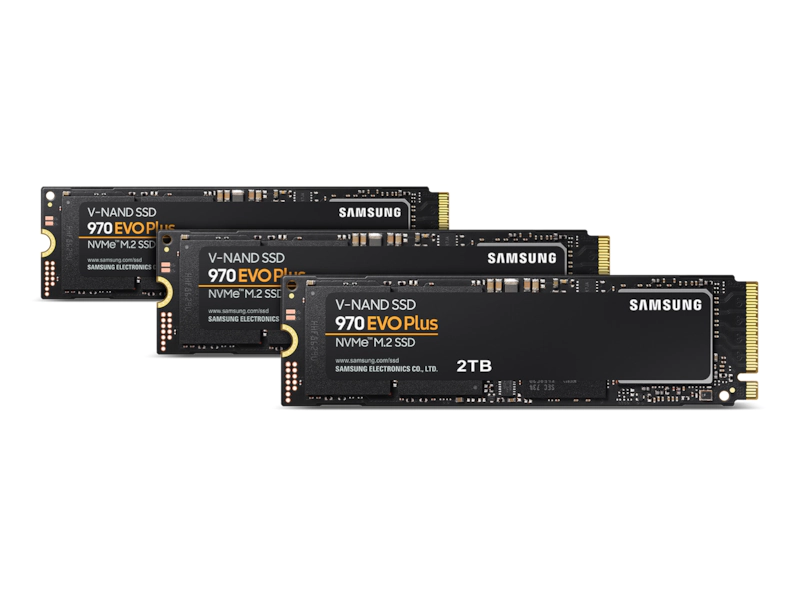 V-NAND SSD
970 EVO Plus
NVMe™ M.2 SSD
www.samsung.com/ssd
SAMSUNG ELECTRONICS C
SAMSUNG
V-NAND SSD
970 EVO Plus
NVMe™ M.2 SSD
www.samsung.com/ssd
SAMSUNG ELECTRONICS
SAMSUNG
V-NAND SSD
970 EVO Plus
NVMe™ M.2 SSD
www.samsung.com/ssd
SAMSUNG ELECTRONICS CO., LTD.
2TB
SAMSUNG